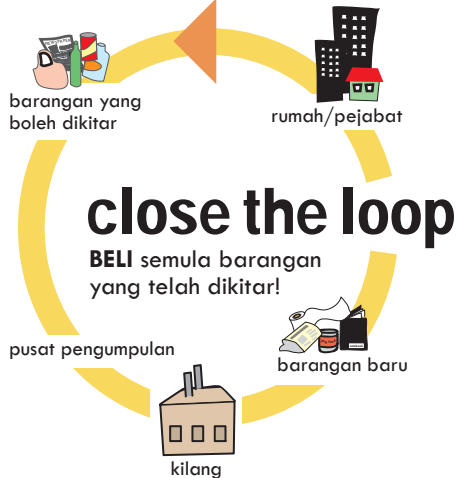 barangan yang
boleh dikitar
rumah/pejabat
close the loop
BELI semula barangan
yang telah dikitar!
pusat pengumpulan
barangan baru
kilang